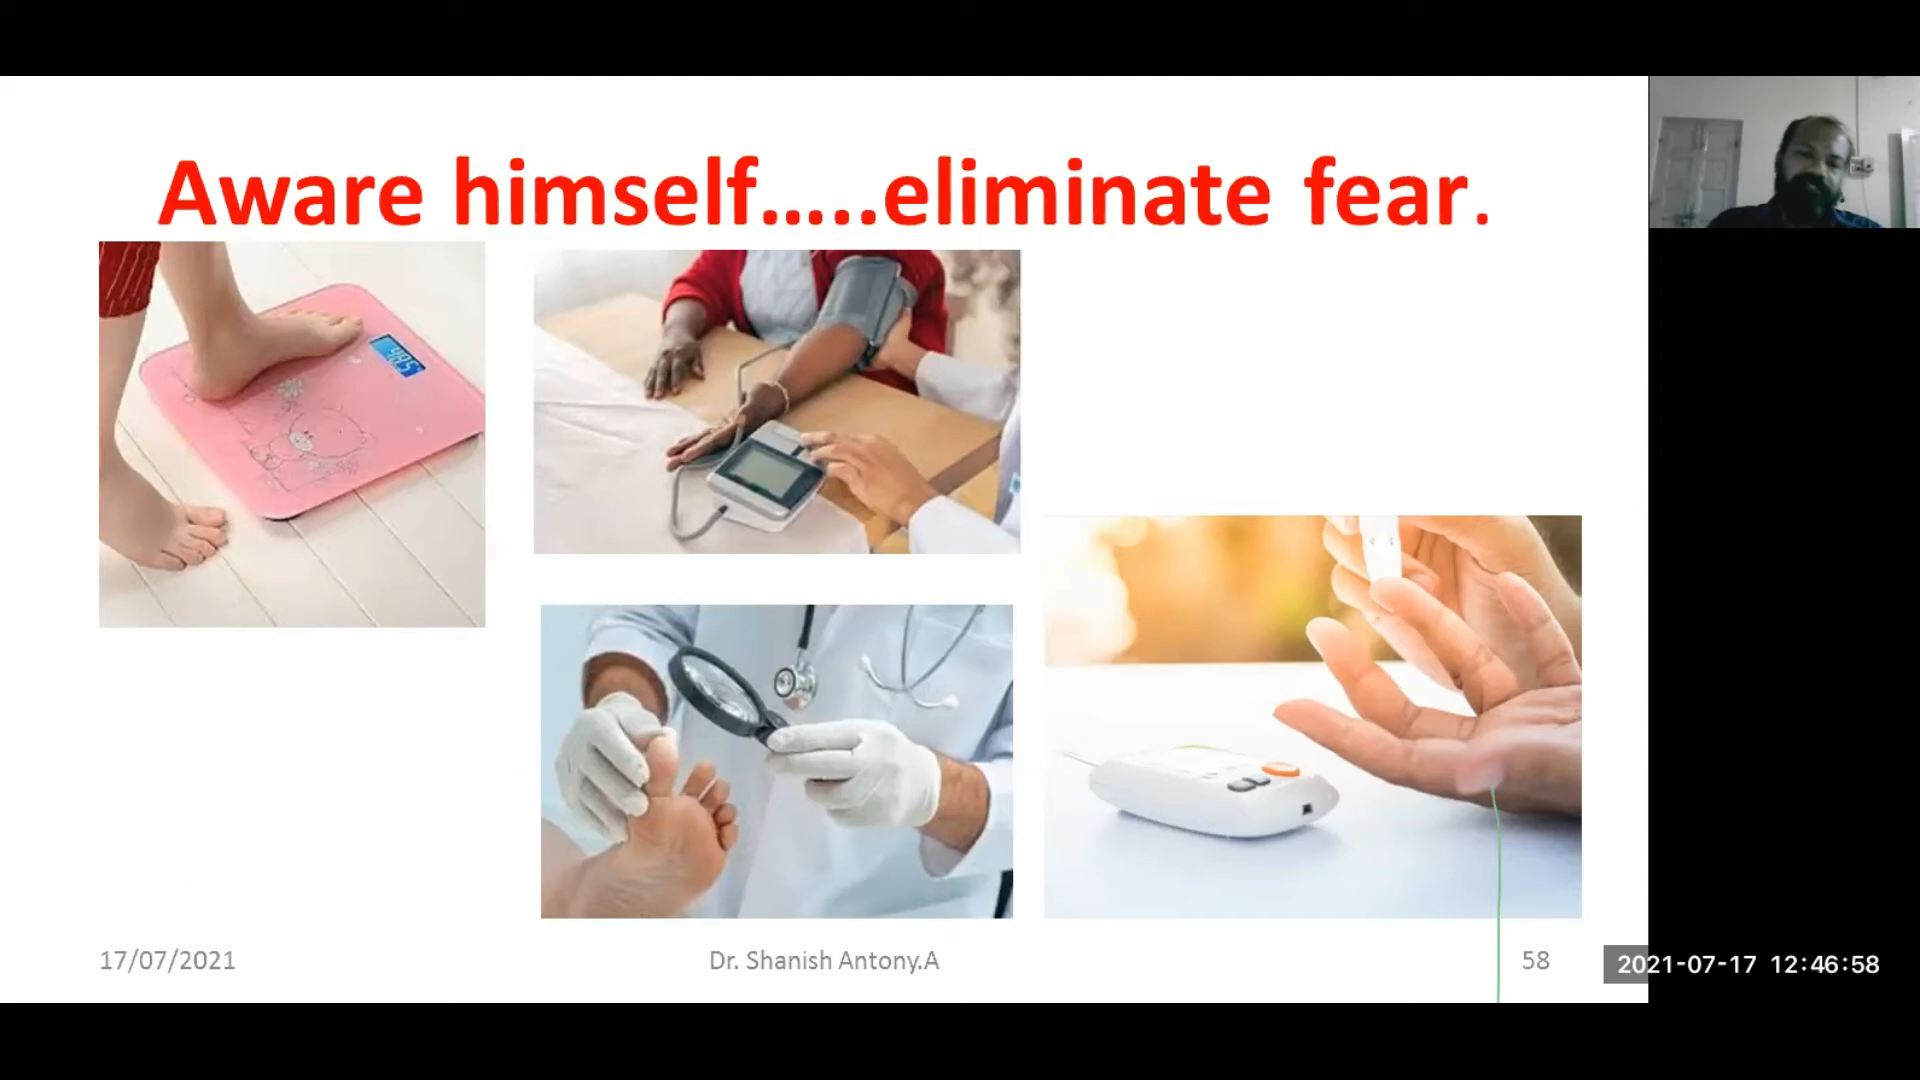 Aware himself.....eliminate fear.
17/07/2021
Dr. Shanish Antony.A
58
2021-07-17 12:46:58